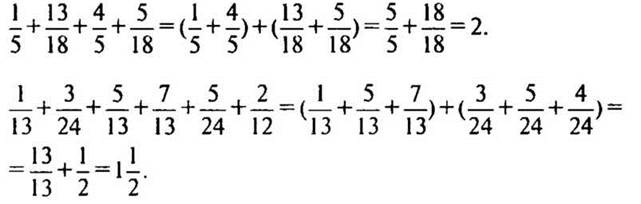 1/5 + 13/18 + 4/5 + 5/18 = (1/5 + 4/5) + (13/18 + 5/18) = 5/5 + 18/18 = 2.
1/13 + 3/24 + 5/13 + 7/13 + 5/24 + 2/12 = (1/13 + 5/13 + 7/13) + (3/24 + 5/24 + 4/24) =
= 13/13 + 1/2 = 1 1/2.